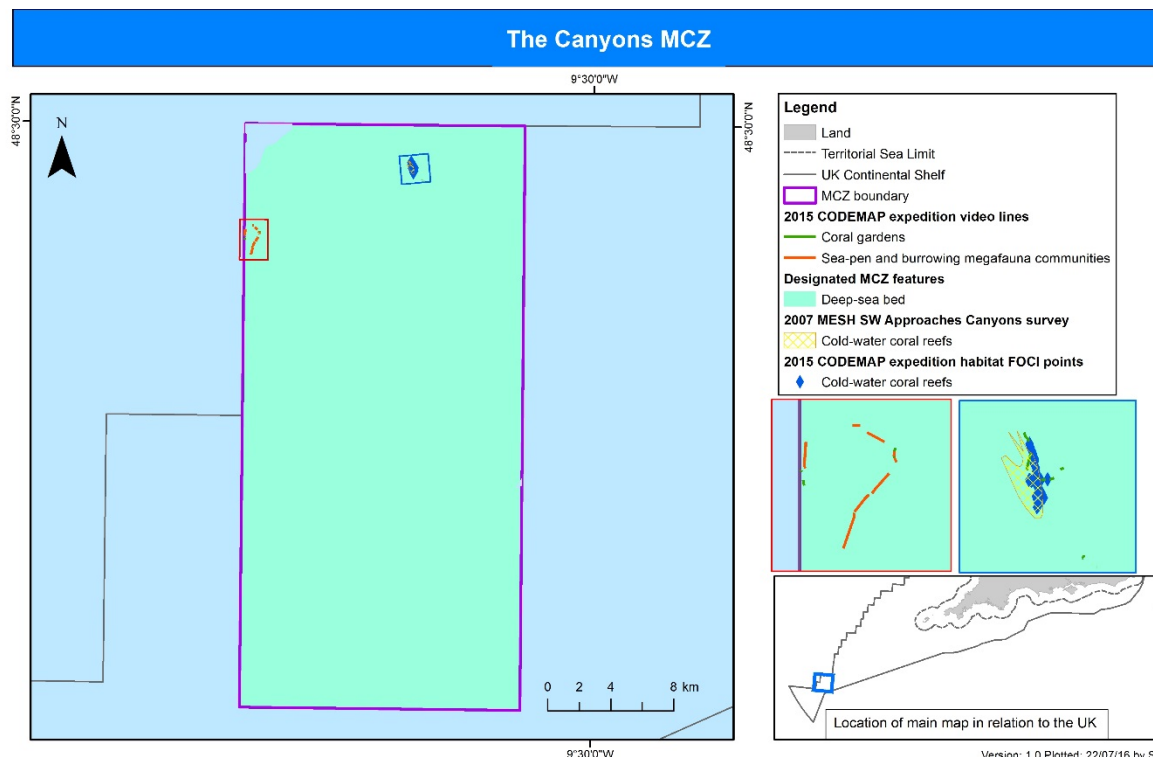 The Canyons MCZ
9°30'0"W
48°30'0"N
48°30'0"N
N
Legend
Land
Territorial Sea Limit
UK Continental Shelf
MCZ boundary
2015 CODEMAP expedition video lines
Coral gardens
Sea-pen and burrowing megafauna communities
Designated MCZ features
Deep-sea bed
2007 MESH SW Approaches Canyons survey
Cold-water coral reefs
2015 CODEMAP expedition habitat FOCI points
Cold-water coral reefs
0 2 4 8 km
Location of main map in relation to the UK
9°30'0"W
Version: 1.0 Plotted: 22/07/16 by S